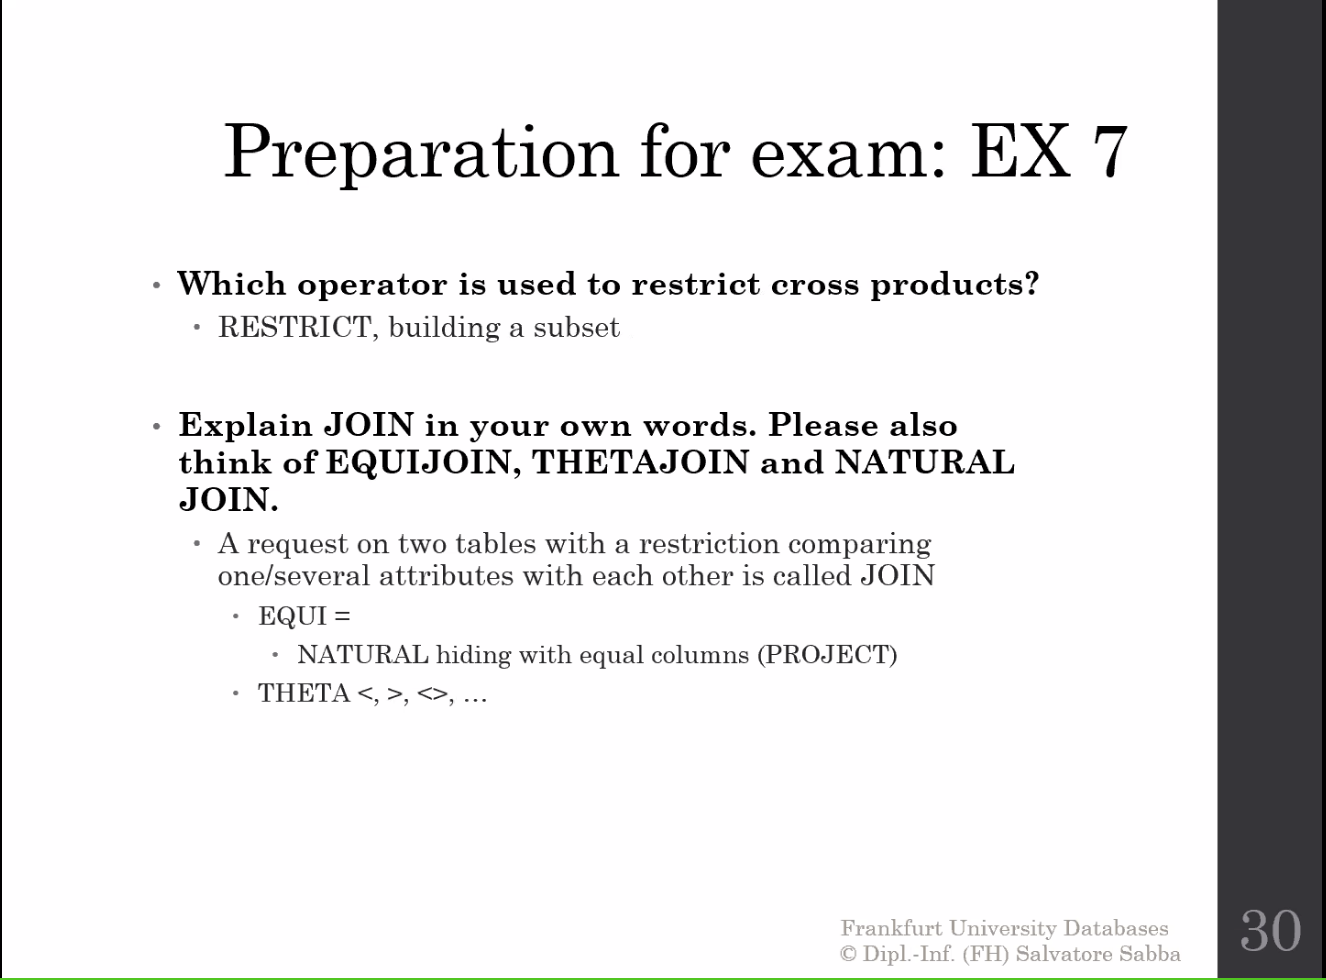 Preparation for exam: EX 7
• Which operator is used to restrict cross products?
• RESTRICT, building a subset
• Explain JOIN in your own words. Please also
think of EQUIJOIN, THETAJOIN and NATURAL
JOIN.
• A request on two tables with a restriction comparing
one/several attributes with each other is called JOIN
• EQUI =
• NATURAL hiding with equal columns (PROJECT)
• THETA <, >, <>, …
Frankfurt University Databases
© Dipl.-Inf. (FH) Salvatore Sabba
30